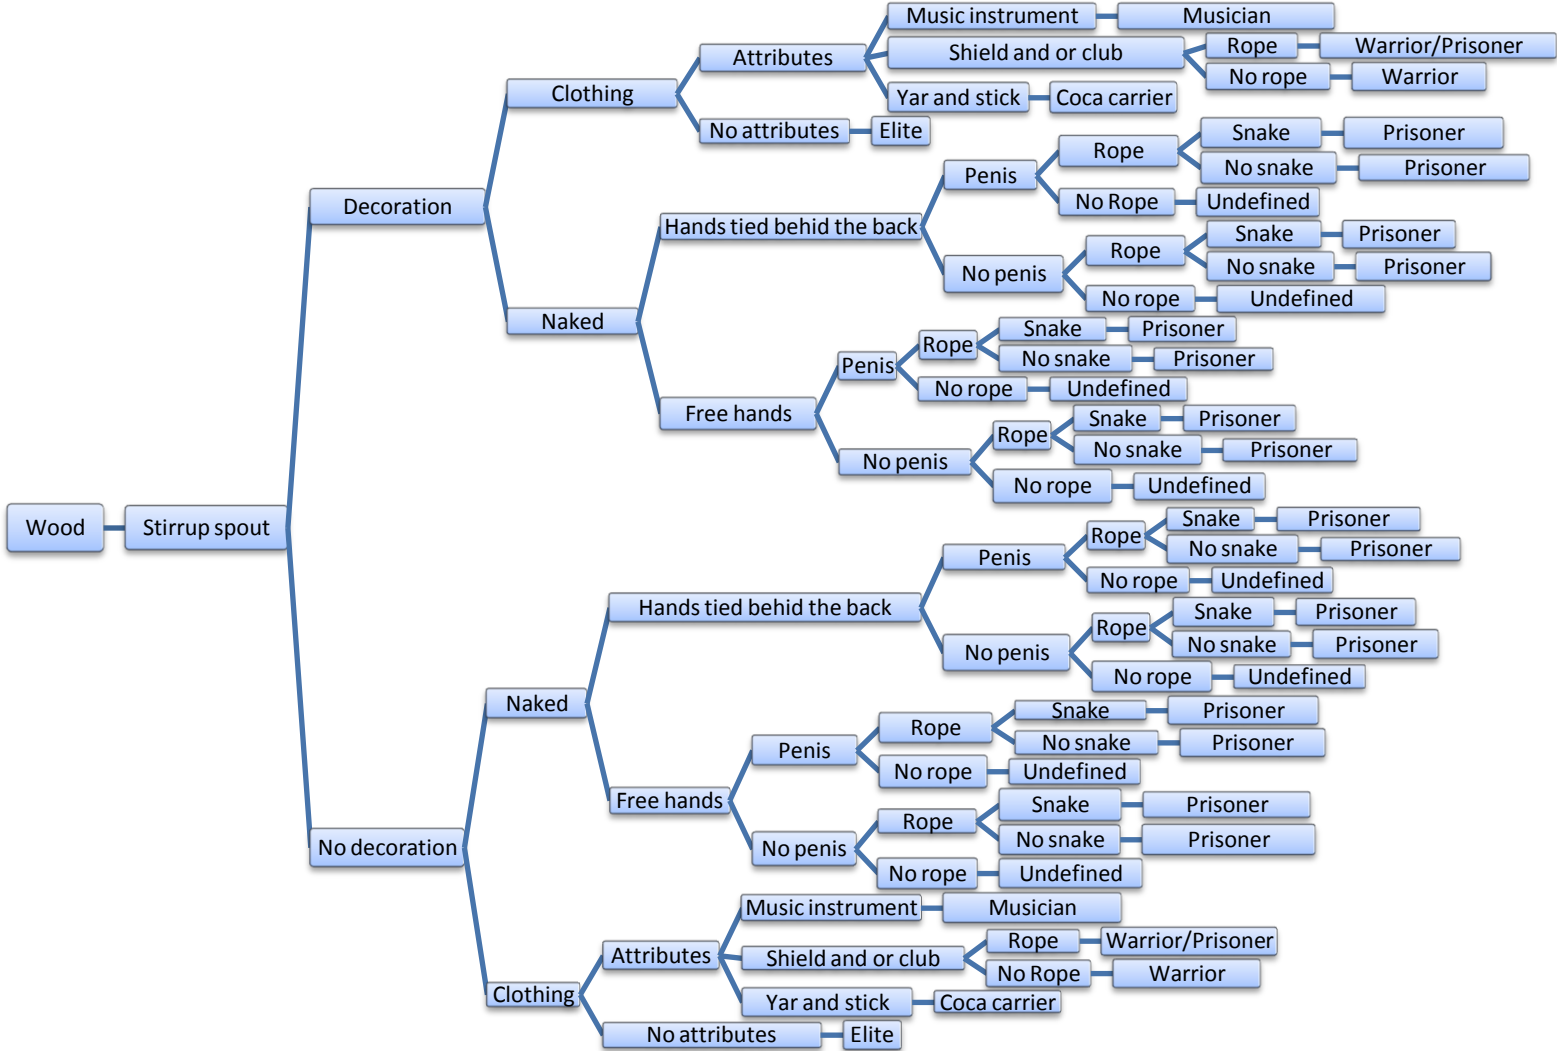 Music instrument
Musician
Attributes
Shield and or club
Rope
Warrior/Prisoner
No rope
Warrior
Clothing
Yar and stick
Coca carrier
No attributes
Elite
Decoration
Hands tied behid the back
Penis
Rope
Snake
Prisoner
No snake
Prisoner
No Rope
Undefined
No penis
Rope
Snake
Prisoner
No snake
Prisoner
No rope
Undefined
Naked
Free hands
Penis
Rope
Snake
Prisoner
No snake
Prisoner
No rope
Undefined
No penis
Rope
Snake
Prisoner
No snake
Prisoner
No rope
Undefined
Wood
Stirrup spout
Hands tied behid the back
Penis
Rope
Snake
Prisoner
No snake
Prisoner
No rope
Undefined
No penis
Rope
Snake
Prisoner
No snake
Prisoner
No rope
Undefined
Naked
Free hands
Penis
Rope
Snake
Prisoner
No snake
Prisoner
No rope
Undefined
No penis
Rope
Snake
Prisoner
No snake
Prisoner
No rope
Undefined
No decoration
Clothing
Attributes
Music instrument
Musician
Shield and or club
Rope
Warrior/Prisoner
No Rope
Warrior
Yar and stick
Coca carrier
No attributes
Elite